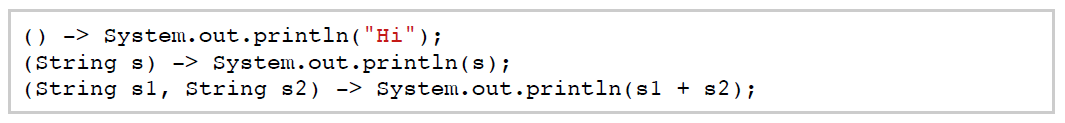 () -> System.out.println("Hi");
(String s) -> System.out.println(s);
(String s1, String s2) -> System.out.println(s1 + s2);